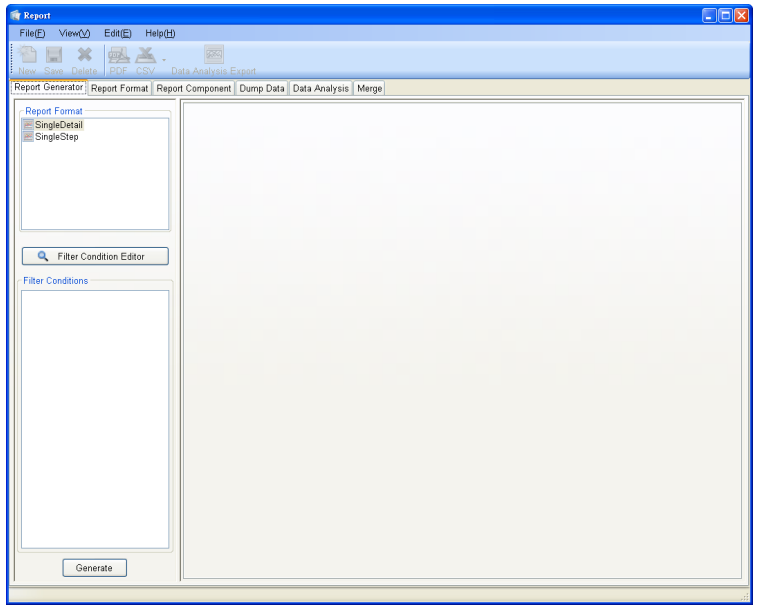 Report
File(F) View(V) Edit(E) Help(H)
New Save Delete PDF CSV Data Analysis Export
Report Generator Report Format Report Component Dump Data Data Analysis Merge
Report Format
SingleDetail
SingleStep
Filter Condition Editor
Filter Conditions
Generate